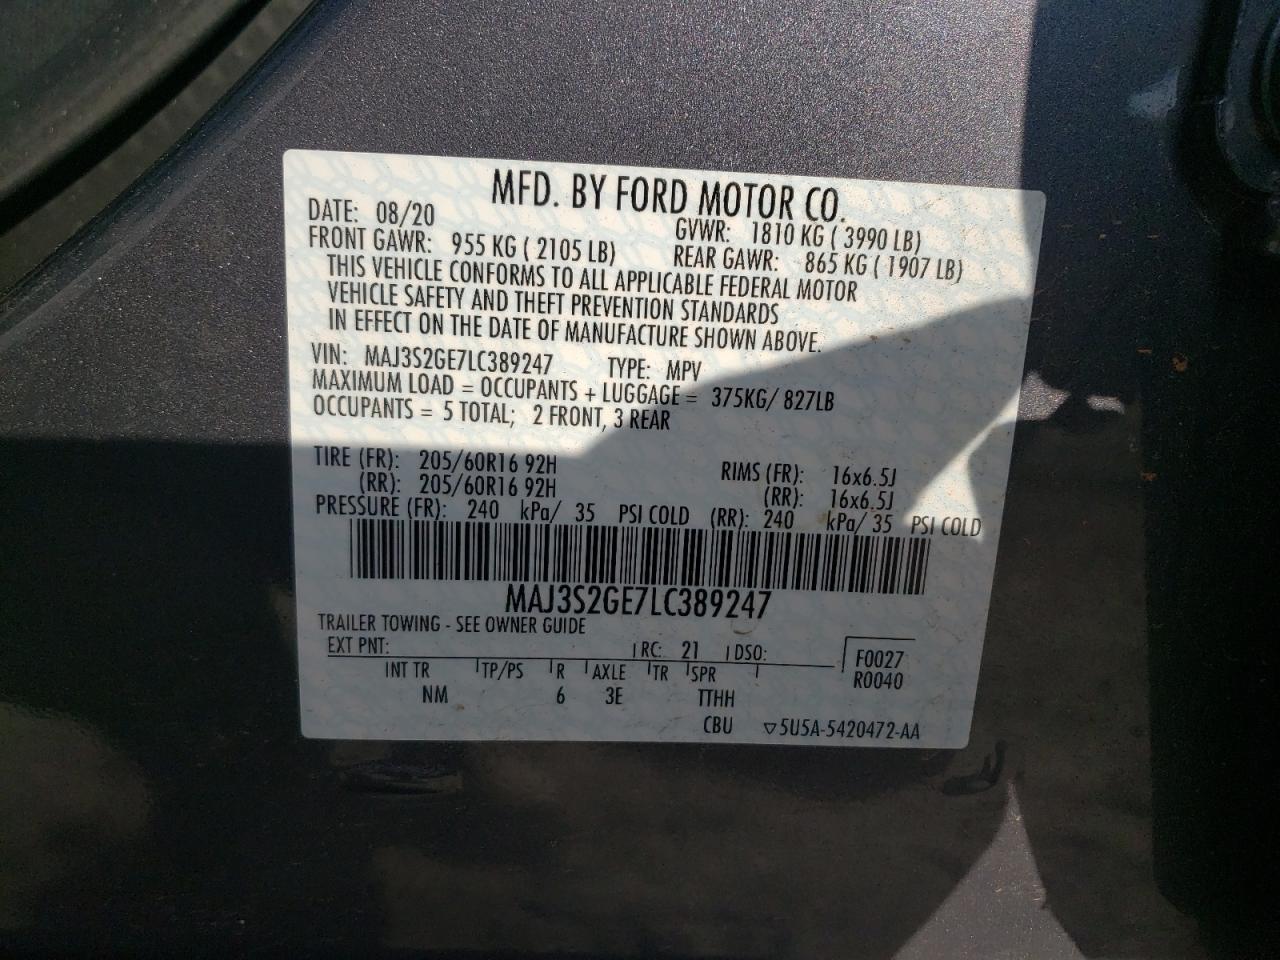 MFD. BY FORD MOTOR CO.
DATE: 08/20 GVWR: 1810 KG ( 3990 LB)
FRONT GAWR: 955 KG ( 2105 LB) REAR GAWR: 865 KG ( 1907 LB)
THIS VEHICLE CONFORMS TO ALL APPLICABLE FEDERAL MOTOR
VEHICLE SAFETY AND THEFT PREVENTION STANDARDS
IN EFFECT ON THE DATE OF MANUFACTURE SHOWN ABOVE.
VIN: MAJ3S2GE7LC389247 TYPE: MPV
MAXIMUM LOAD = OCCUPANTS + LUGGAGE = 375KG/ 827LB
OCCUPANTS = 5 TOTAL; 2 FRONT, 3 REAR
TIRE (FR): 205/60R16 92H RIMS (FR): 16x6.5J
(RR): 205/60R16 92H (RR): 16x6.5J
PRESSURE (FR): 240 kPa/ 35 PSI COLD (RR): 240 kPa/ 35 PSI COLD
MAJ3S2GE7LC389247
TRAILER TOWING - SEE OWNER GUIDE
EXT PNT: RC: 21 DSO: F0027
R0040
INT TR TP/PS R AXLE TR SPR
NM 6 3E TTHH
CBU ▽5U5A-5420472-AA